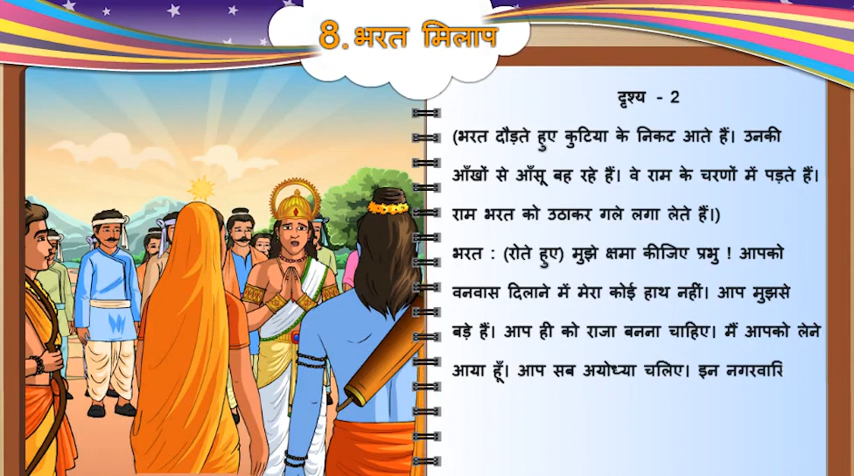 8. भरत मिलाप
दृश्य - 2
(भरत दौड़ते हुए कुटिया के निकट आते हैं। उनकी
आँखों से आँसू बह रहे हैं। वे राम के चरणों में पड़ते हैं।
राम भरत को उठाकर गले लगा लेते हैं।)
भरत : (रोते हुए) मुझे क्षमा कीजिए प्रभु ! आपको
वनवास दिलाने में मेरा कोई हाथ नहीं। आप मुझसे
बड़े हैं। आप ही को राजा बनना चाहिए। मैं आपको लेने
आया हूँ। आप सब अयोध्या चलिए। इन